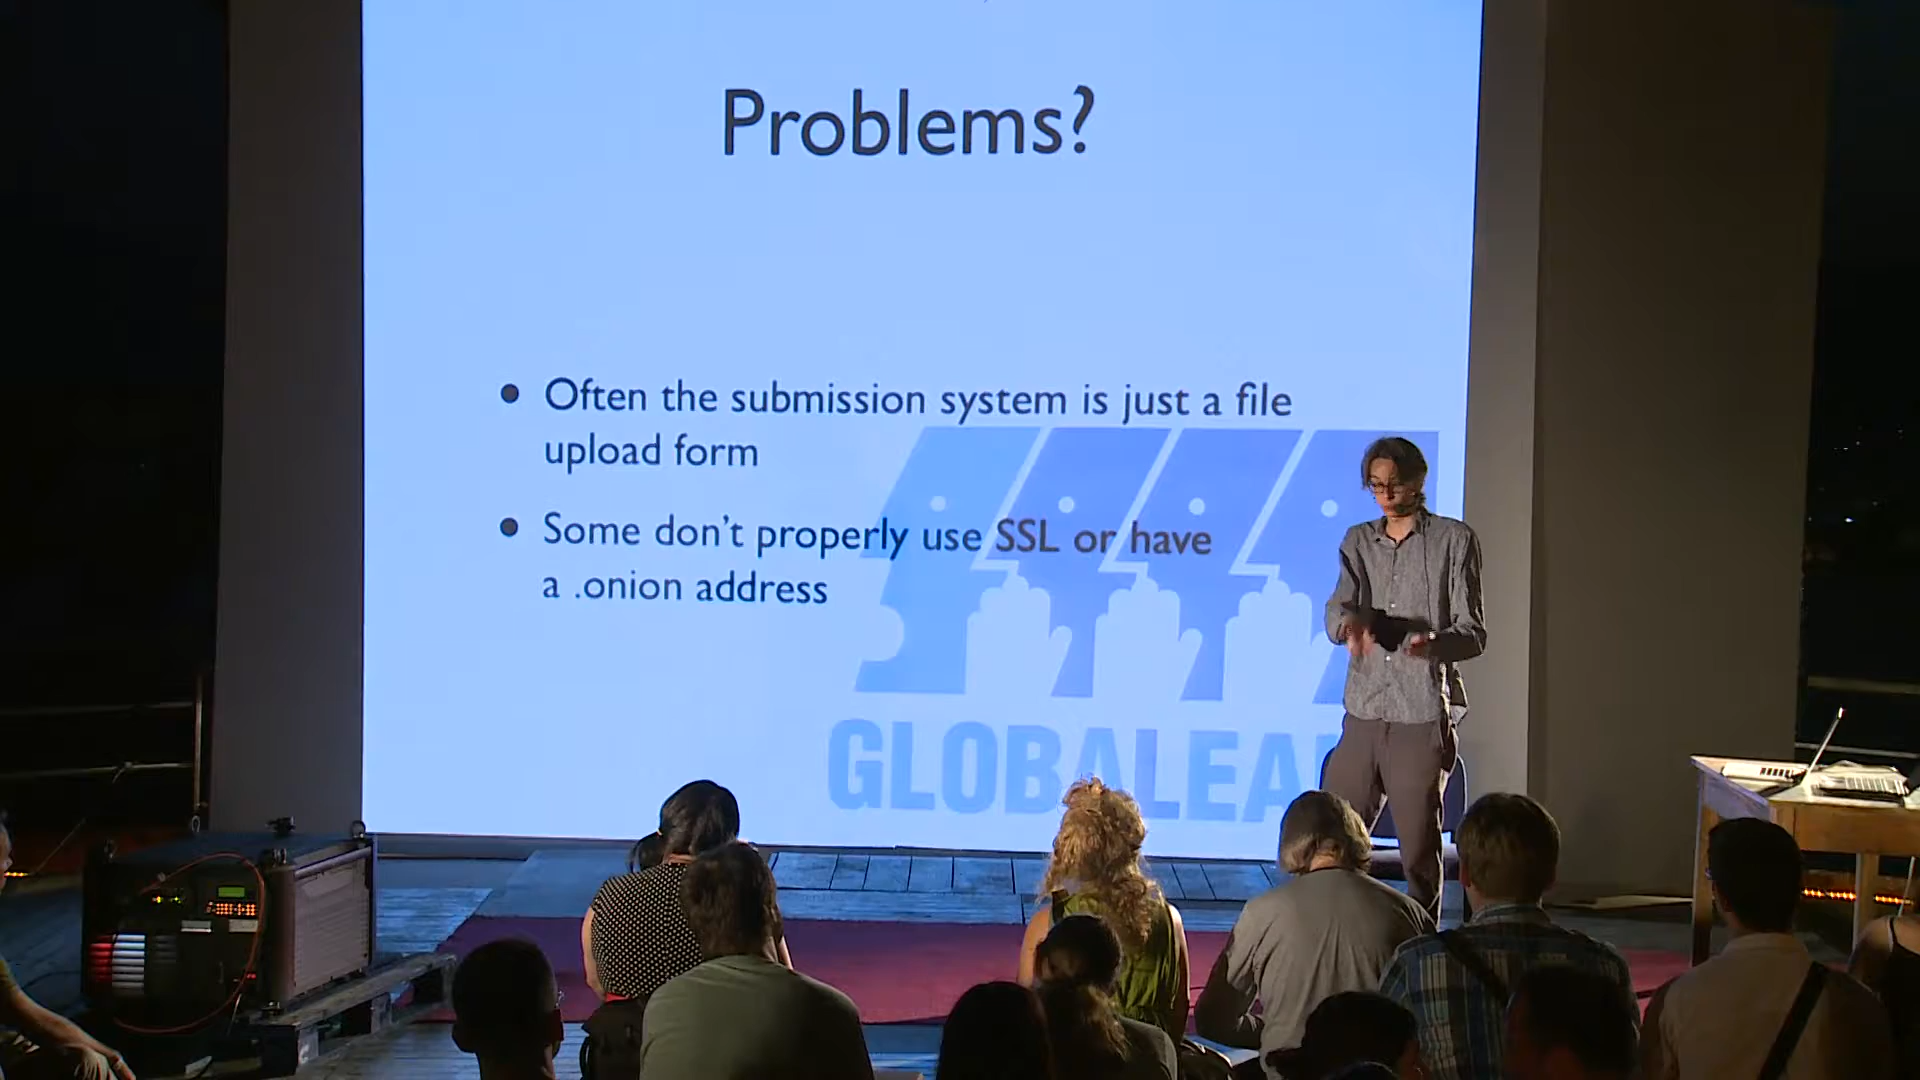 Problems?
• Often the submission system is just a file
upload form
• Some don't properly use SSL or have
a .onion address
GLOBALEA